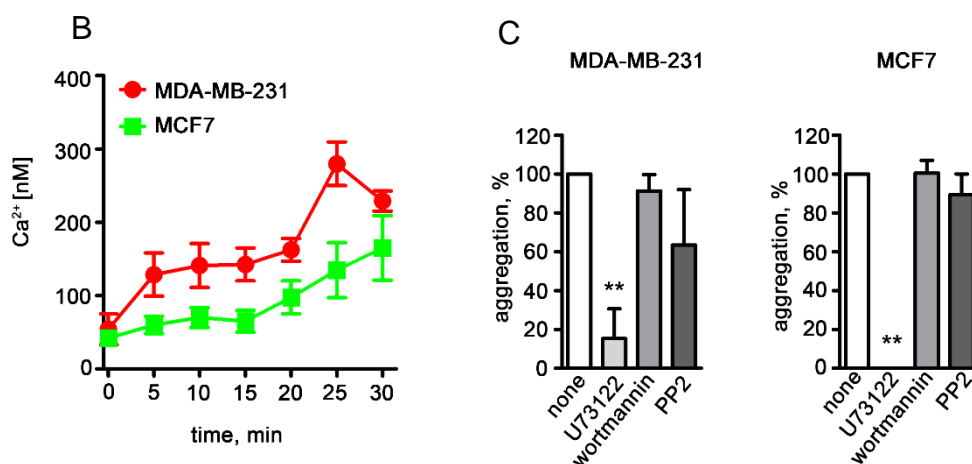 B
400
300
200
100
0
Ca²⁺ [nM]
MDA-MB-231
MCF7
0 5 10 15 20 25 30
time, min
C
MDA-MB-231
120
100
80
60
40
20
0
aggregation, %
**
none
U73122
wortmannin
PP2
MCF7
120
100
80
60
40
20
0
aggregation, %
**
none
U73122
wortmannin
PP2